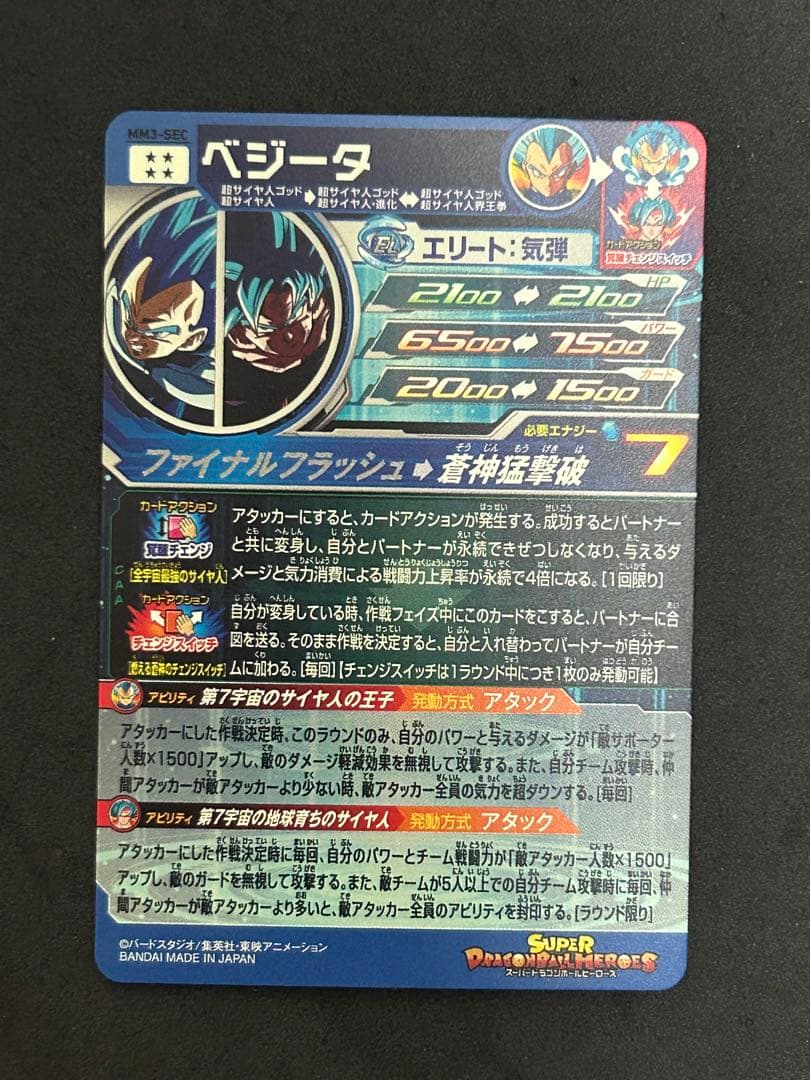 MM3-SEC
ベジータ
超サイヤ人ゴッド 超サイヤ人ゴッド 超サイヤ人ゴッド
超サイヤ人 超サイヤ人・進化 超サイヤ人界王拳
カードアクション
覚醒チェンジスイッチ
エリート:気弾
HP
2100 2100
パワー
6500 7500
ガード
2000 1500
必要エナジー 7
そうじんもうげきは
ファイナルフラッシュ 蒼神猛撃破
カードアクション
覚醒チェンジ
[全宇宙最強のサイヤ人]
アタッカーにすると、カードアクションが発生する。成功するとパートナー
と共に変身し、自分とパートナーが永続できぜつしなくなり、与えるダ
メージと気力消費による戦闘力上昇率が永続で4倍になる。[1回限り]
CAA
カードアクション
チェンジスイッチ
[燃える蒼神のチェンジスイッチ]
自分が変身している時、作戦フェイズ中にこのカードをこすると、パートナーに合
図を送る。そのまま作戦を決定すると、自分と入れ替わってパートナーが自分チー
ムに加わる。[毎回]【チェンジスイッチは1ラウンド中につき1枚のみ発動可能】
アビリティ 第7宇宙のサイヤ人の王子 発動方式 アタック
アタッカーにした作戦決定時、このラウンドのみ、自分のパワーと与えるダメージが「敵サポーター
人数×1500」アップし、敵のダメージ軽減効果を無視して攻撃する。また、自分チーム攻撃時、仲
間アタッカーが敵アタッカーより少ない時、敵アタッカー全員の気力を超ダウンする。[毎回]
アビリティ 第7宇宙の地球育ちのサイヤ人 発動方式 アタック
アタッカーにした作戦決定時に毎回、自分のパワーとチーム戦闘力が「敵アタッカー人数×1500」
アップし、敵のガードを無視して攻撃する。また、敵チームが5人以上での自分チーム攻撃時に毎回、仲
間アタッカーが敵アタッカーより多いと、敵アタッカー全員のアビリティを封印する。[ラウンド限り]
©バードスタジオ/集英社・東映アニメーション
BANDAI MADE IN JAPAN
SUPER
DRAGONBALL HEROES
スーパードラゴンボールヒーローズ